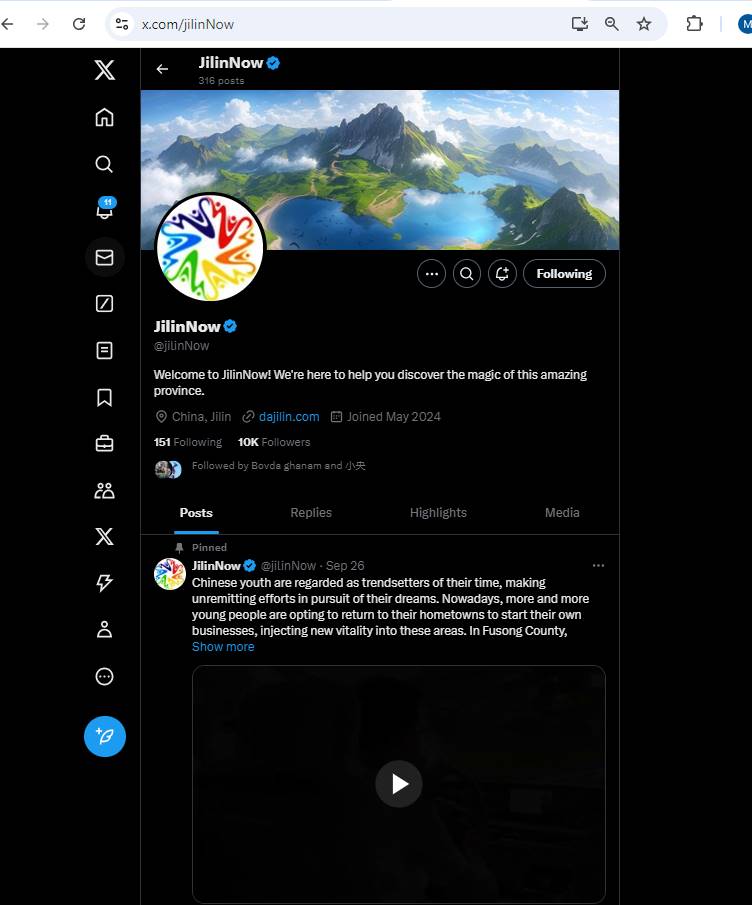 x.com/jilinNow
M
JilinNow
316 posts
11
Following
JilinNow
@jilinNow
Welcome to JilinNow! We're here to help you discover the magic of this amazing
province.
China, Jilin dajilin.com Joined May 2024
151 Following 10K Followers
Followed by Bovda ghanam and 小央
Posts Replies Highlights Media
Pinned
JilinNow @jilinNow · Sep 26
Chinese youth are regarded as trendsetters of their time, making
unremitting efforts in pursuit of their dreams. Nowadays, more and more
young people are opting to return to their hometowns to start their own
businesses, injecting new vitality into these areas. In Fusong County,
Show more